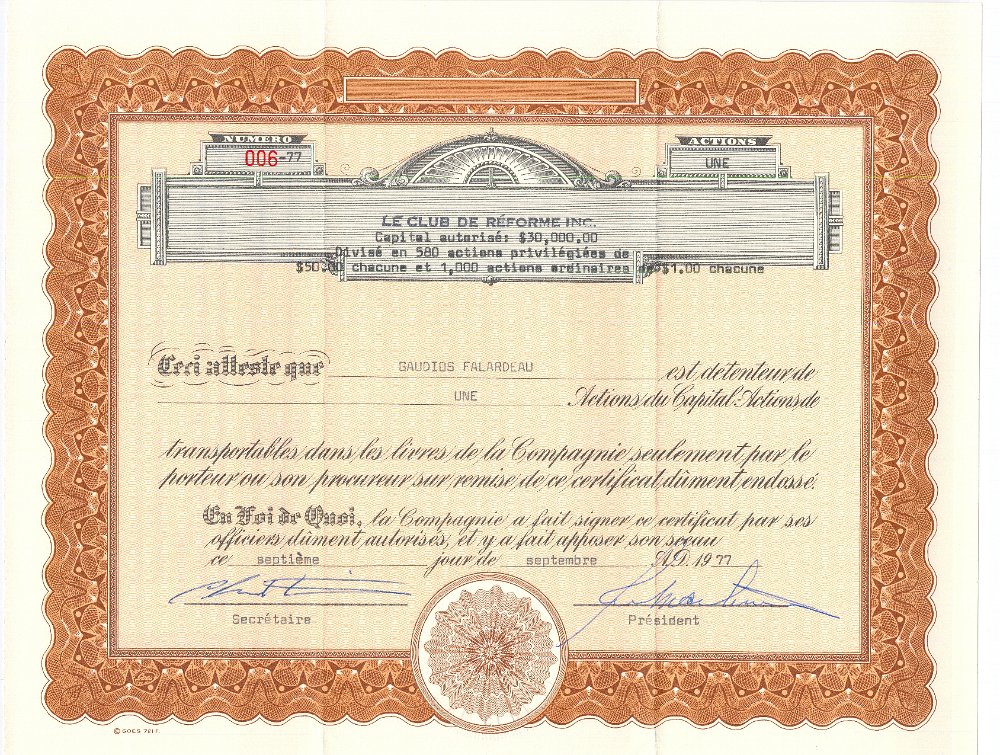 NUMERO
006-77
ACTIONS
UNE
LE CLUB DE RÉFORME INC.
Capital autorisé: $30,000.00
Divisé en 580 actions privilégiées de
$50.00 chacune et 1,000 actions ordinaires de $1.00 chacune
Ceci atteste que GAUDIOS FALARDEAU est détenteur de
UNE Actions du Capital-Actions de
transportables dans les livres de la Compagnie seulement par le
porteur ou son procureur sur remise de ce certificat dûment endossé.
En Foi de Quoi, la Compagnie a fait signer ce certificat par ses
officiers dûment autorisés, et y a fait apposer son sceau
ce septième jour de septembre A.D. 1977
Secrétaire
Président
© GOES 721 F.